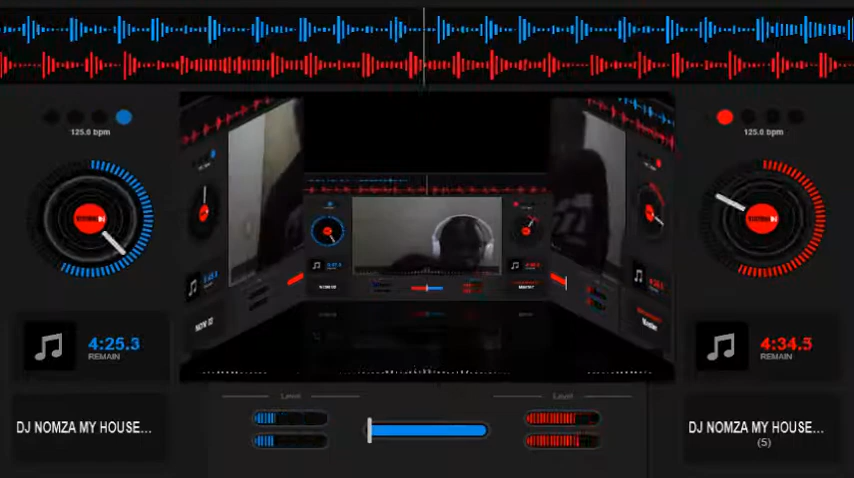 125.0 bpm
125.0 bpm
4:25.3
REMAIN
4:34.5
REMAIN
Level
Level
DJ NOMZA MY HOUSE...
DJ NOMZA MY HOUSE...
(5)